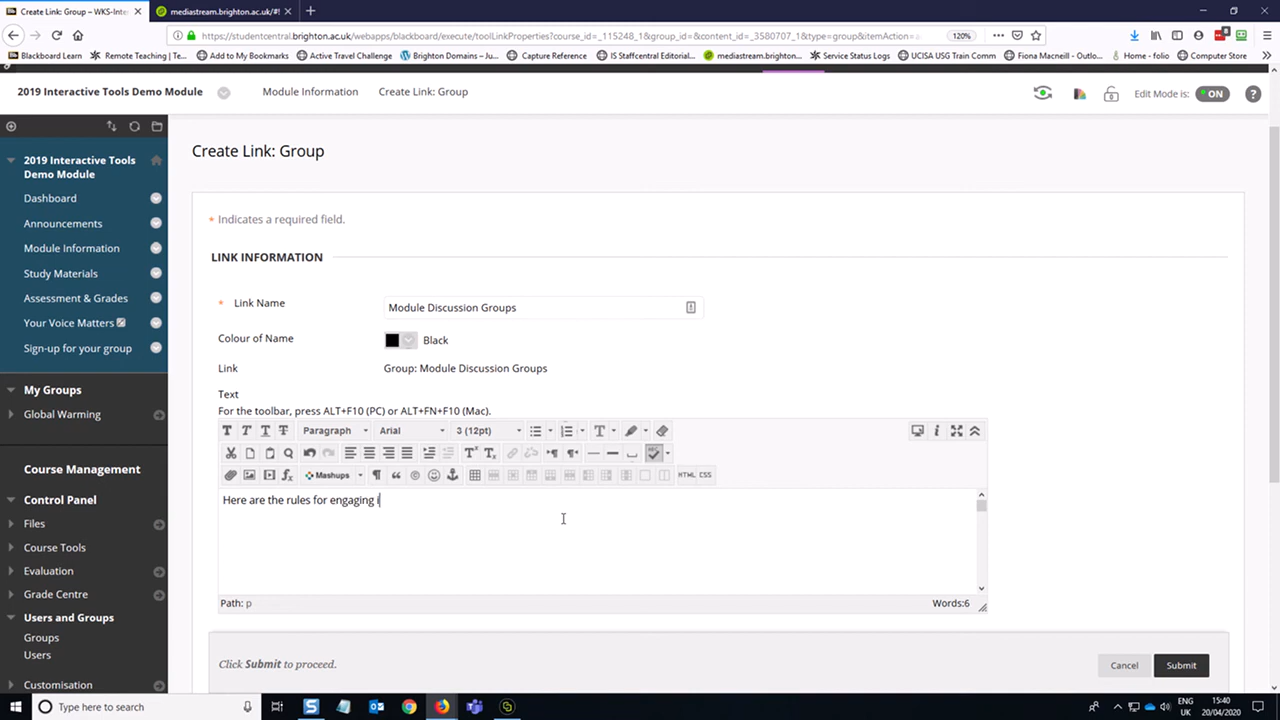 Create Link: Group – WKS-Inter
mediastream.brighton.ac.uk/#!
https://studentcentral.brighton.ac.uk/webapps/blackboard/execute/toolLinkProperties?course_id=_115248_1&group_id=&content_id=_3580707_1&type=group&itemAction=
120%
Blackboard Learn
Remote Teaching | Te...
Add to My Bookmarks
Active Travel Challenge
Brighton Domains – Ju...
Capture Reference
IS Staffcentral Editorial...
mediastream.brighton...
Service Status Logs
UCISA USG Train Comm
Fiona Macneill - Outlo...
Home - folio
Computer Store
2019 Interactive Tools Demo Module
Module Information
Create Link: Group
Edit Mode is:
ON
?
2019 Interactive Tools
Demo Module
Dashboard
Announcements
Module Information
Study Materials
Assessment & Grades
Your Voice Matters
Sign-up for your group
My Groups
Global Warming
Course Management
Control Panel
Files
Course Tools
Evaluation
Grade Centre
Users and Groups
Groups
Users
Customisation
Create Link: Group
* Indicates a required field.
LINK INFORMATION
* Link Name
Module Discussion Groups
Colour of Name
Black
Link
Group: Module Discussion Groups
Text
For the toolbar, press ALT+F10 (PC) or ALT+FN+F10 (Mac).
T T T T Paragraph Arial 3 (12pt)
Mashups
HTML CSS
Here are the rules for engaging i
Path: p
Words:6
Click Submit to proceed.
Cancel
Submit
Type here to search
ENG
UK
15:40
20/04/2020